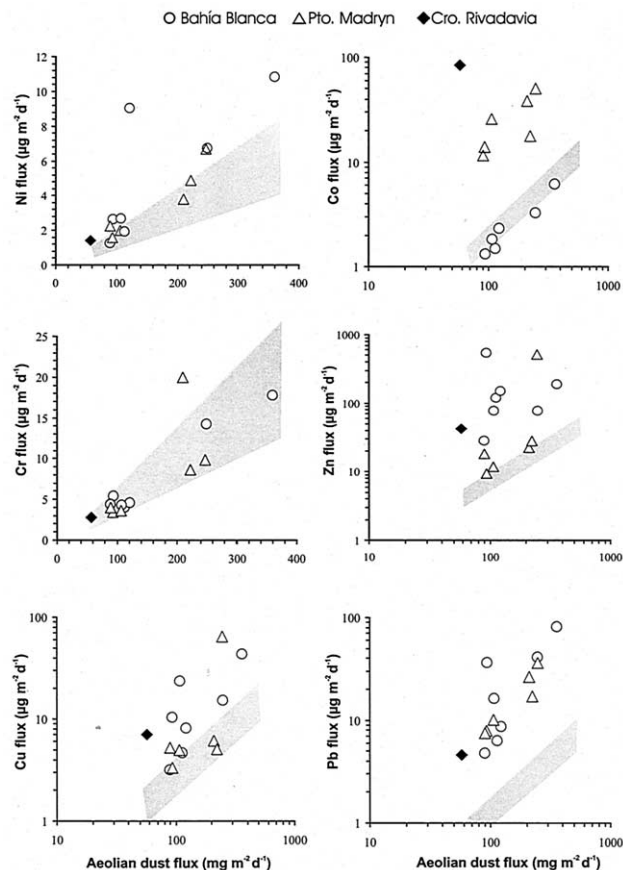 Bahía Blanca Pto. Madryn Cro. Rivadavia
12
10
8
6
4
2
0
Ni flux (µg m-2 d-1)
0 100 200 300 400
100
10
1
Co flux (µg m-2 d-1)
10 100 1000
25
20
15
10
5
0
Cr flux (µg m-2 d-1)
0 100 200 300 400
1000
100
10
1
Zn flux (µg m-2 d-1)
10 100 1000
100
10
1
Cu flux (µg m-2 d-1)
10 100 1000
Aeolian dust flux (mg m-2 d-1)
100
10
1
Pb flux (µg m-2 d-1)
10 100 1000
Aeolian dust flux (mg m-2 d-1)